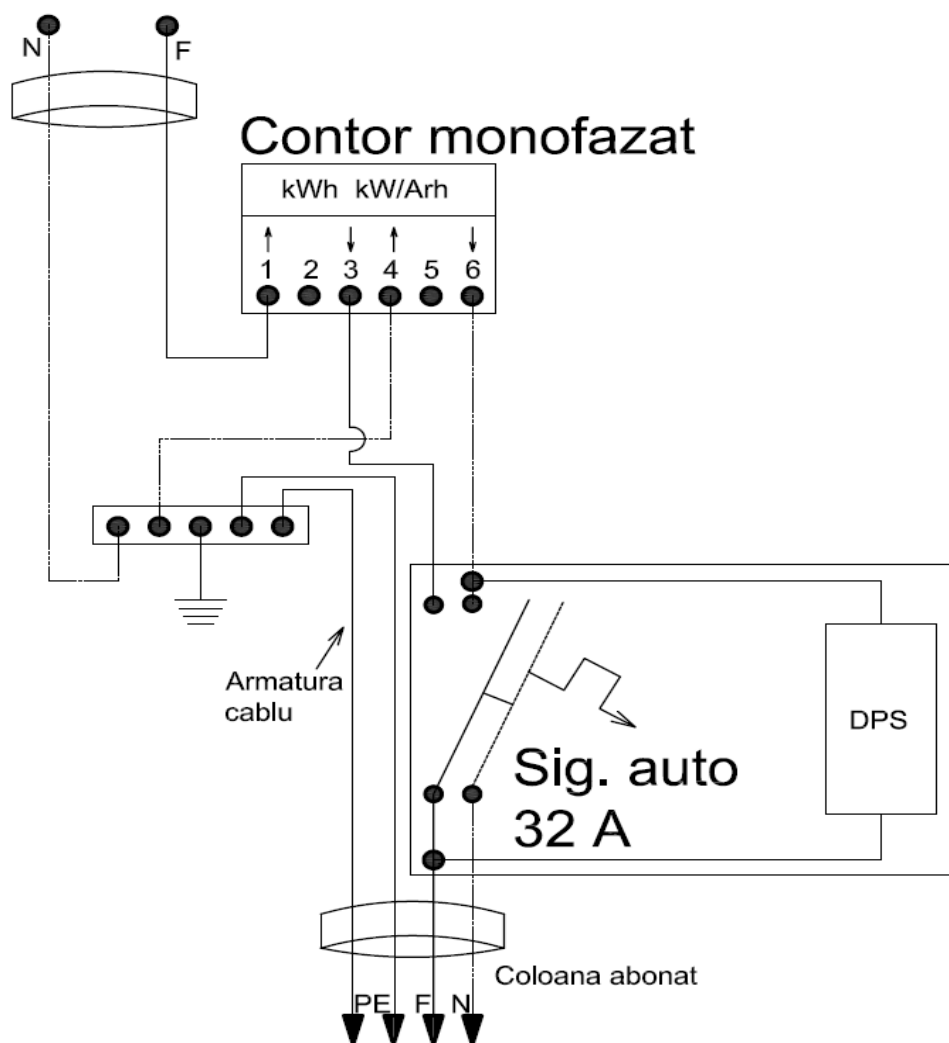 N
F
Contor monofazat
kWh kW/Arh
1 2 3 4 5 6
Armatura
cablu
DPS
Sig. auto
32 A
Coloana abonat
PE F N